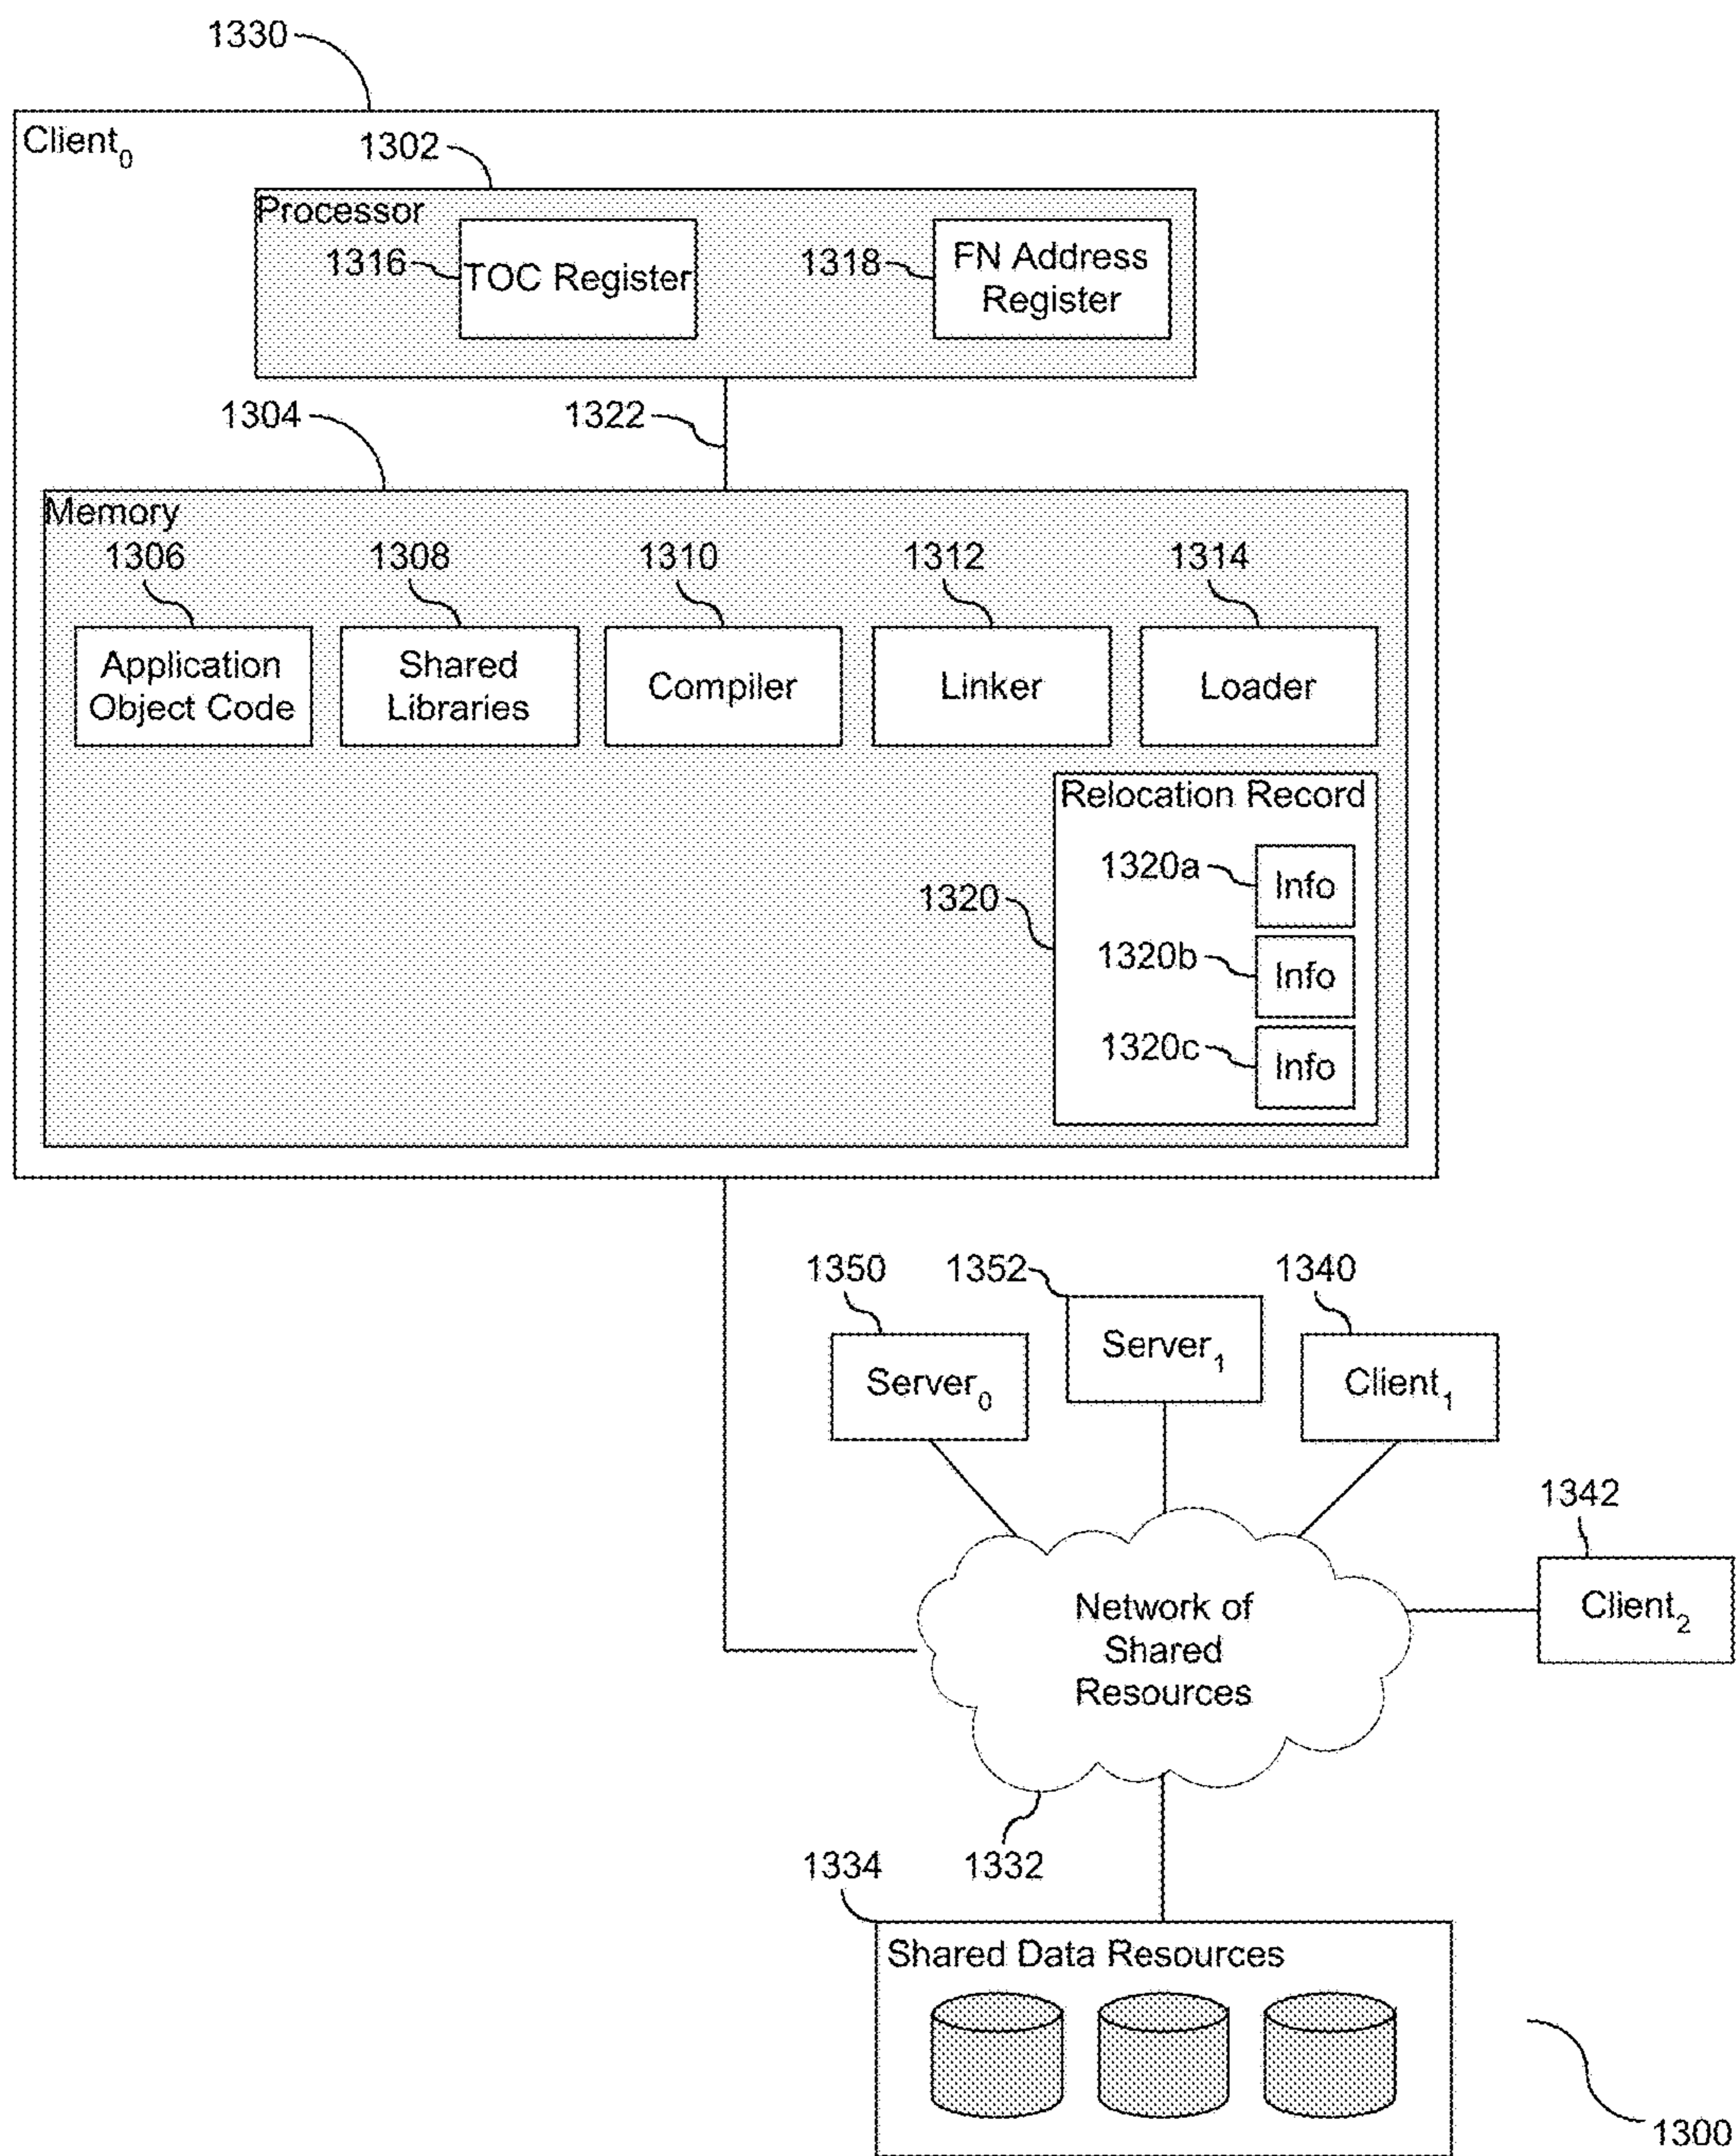 1330
Client₀
1302
Processor
1316
TOC Register
1318
FN Address
Register
1304
1322
Memory
1306
1308
1310
1312
1314
Application
Object Code
Shared
Libraries
Compiler
Linker
Loader
Relocation Record
1320
1320a
Info
1320b
Info
1320c
Info
1350
1352
1340
Server₀
Server₁
Client₁
1342
Client₂
Network of
Shared
Resources
1332
1334
Shared Data Resources
1300